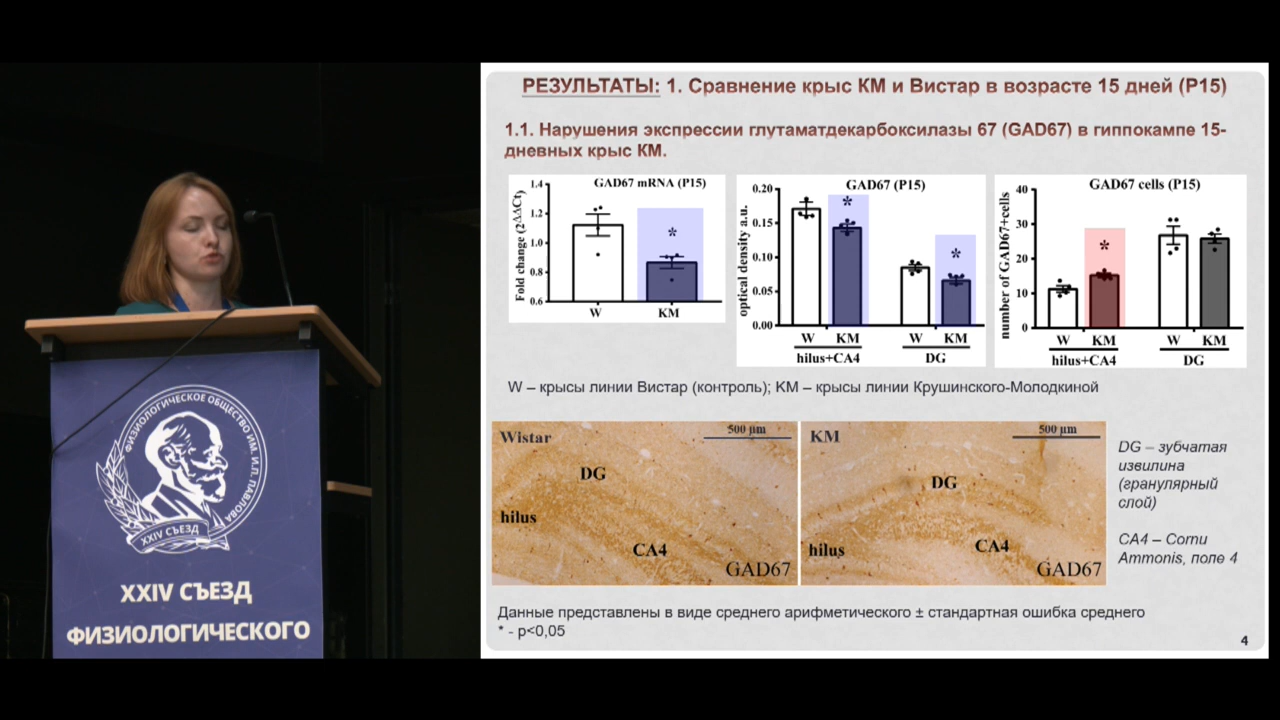 РЕЗУЛЬТАТЫ: 1. Сравнение крыс КМ и Вистар в возрасте 15 дней (P15)
1.1. Нарушения экспрессии глутаматдекарбоксилазы 67 (GAD67) в гиппокампе 15-
дневных крыс КМ.
GAD67 mRNA (P15)
Fold change (2^ΔΔCt)
1.4
1.2
1.0
0.8
0.6
*
W
KM
GAD67 (P15)
optical density a.u.
0.20
0.15
0.10
0.05
0.00
*
*
W KM W KM
hilus+CA4 DG
GAD67 cells (P15)
number of GAD67+cells
40
30
20
10
0
*
W KM W KM
hilus+CA4 DG
W – крысы линии Вистар (контроль); KM – крысы линии Крушинского-Молодкиной
Wistar
500 µm
DG
hilus
CA4
GAD67
KM
500 µm
DG
hilus
CA4
GAD67
DG – зубчатая
извилина
(гранулярный
слой)
CA4 – Cornu
Ammonis, поле 4
Данные представлены в виде среднего арифметического ± стандартная ошибка среднего
* - p<0,05
4
ФИЗИОЛОГИЧЕСКОЕ ОБЩЕСТВО ИМ. И.П. ПАВЛОВА
XXIV СЪЕЗД
XXIV СЪЕЗД
ФИЗИОЛОГИЧЕСКОГО